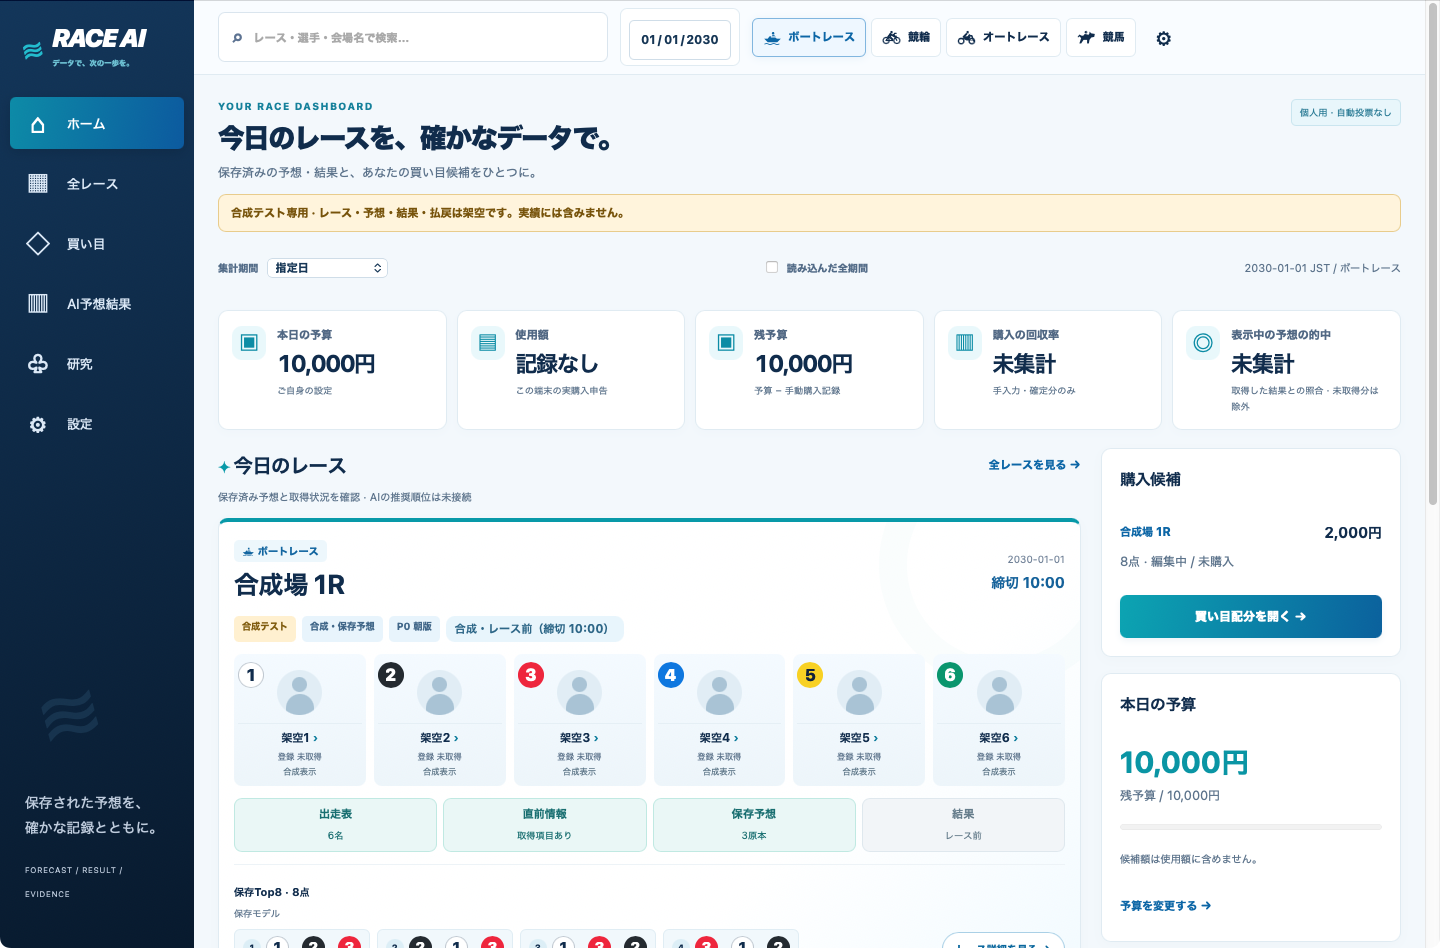 RACE AI
データで、次の一歩を。
ホーム
全レース
買い目
AI予想結果
研究
設定
保存された予想を、
確かな記録とともに。
FORECAST / RESULT /
EVIDENCE
レース・選手・会場名で検索...
01/01/2030
ボートレース
競輪
オートレース
競馬
YOUR RACE DASHBOARD
今日のレースを、確かなデータで。
保存済みの予想・結果と、あなたの買い目候補をひとつに。
個人用・自動投票なし
合成テスト専用・レース・予想・結果・払戻は架空です。実績には含みません。
集計期間 指定日
読み込んだ全期間
2030-01-01 JST / ボートレース
本日の予算
10,000円
ご自身の設定
使用額
記録なし
この端末の実購入申告
残予算
10,000円
予算 − 手動購入記録
購入の回収率
未集計
手入力・確定分のみ
表示中の予想の的中
未集計
取得した結果との照合・未取得分は
除外
今日のレース
全レースを見る →
保存済み予想と取得状況を確認・AIの推奨順位は未接続
ボートレース
合成場 1R
2030-01-01
締切 10:00
合成テスト
合成・保存予想
P0 朝版
合成・レース前（締切 10:00）
1
架空1 ›
登録 未取得
合成表示
2
架空2 ›
登録 未取得
合成表示
3
架空3 ›
登録 未取得
合成表示
4
架空4 ›
登録 未取得
合成表示
5
架空5 ›
登録 未取得
合成表示
6
架空6 ›
登録 未取得
合成表示
出走表
6名
直前情報
取得項目あり
保存予想
3原本
結果
レース前
保存Top8・8点
保存モデル
1 1 2 3
2 2 1 3
3 1 3 2
4 3 1 2
レース詳細を見る →
購入候補
合成場 1R
2,000円
8点・編集中 / 未購入
買い目配分を開く →
本日の予算
10,000円
残予算 / 10,000円
候補額は使用額に含めません。
予算を変更する →